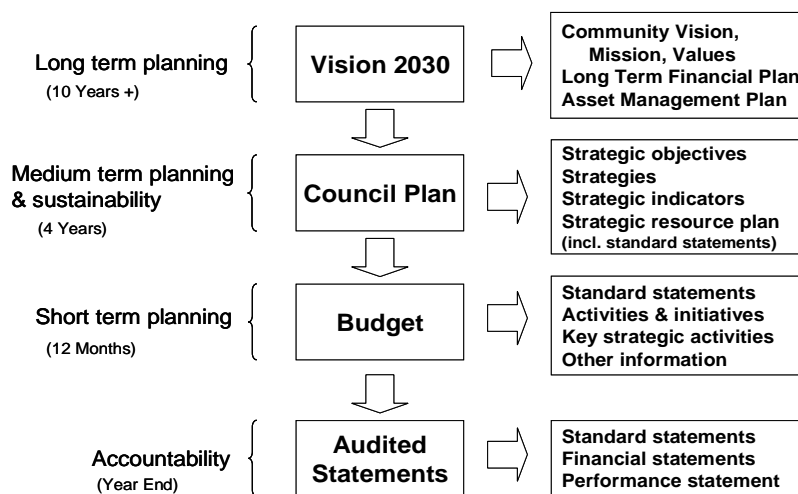 Long term planning
(10 Years +)
Vision 2030
Community Vision,
Mission, Values
Long Term Financial Plan
Asset Management Plan
Medium term planning
& sustainability
(4 Years)
Council Plan
Strategic objectives
Strategies
Strategic indicators
Strategic resource plan
(incl. standard statements)
Short term planning
(12 Months)
Budget
Standard statements
Activities & initiatives
Key strategic activities
Other information
Accountability
(Year End)
Audited
Statements
Standard statements
Financial statements
Performance statement